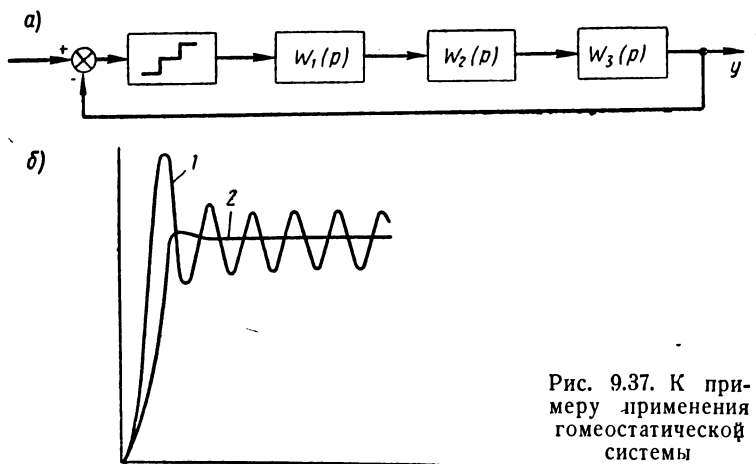 а)
+
-
W₁(p)
W₂(p)
W₃(p)
y
б)
1
2
Рис. 9.37. К при-
меру применения
гомеостатической
системы